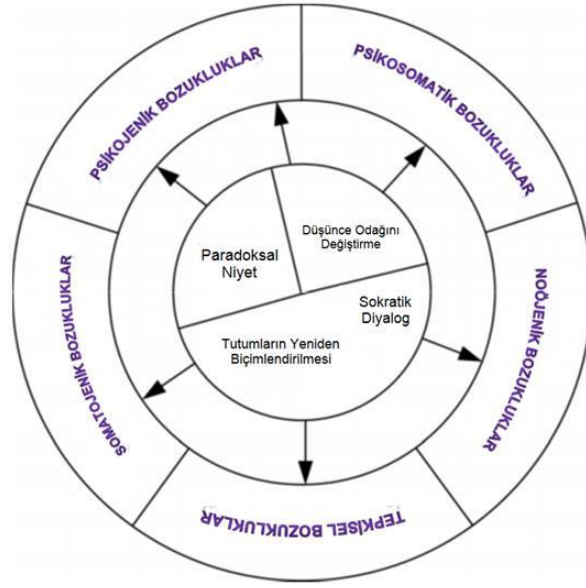 PSİKOJENİK BOZUKLUKLAR
PSİKOSOMATİK BOZUKLUKLAR
Düşünce Odağını
Değiştirme
Paradoksal
Niyet
Sokratik
Diyalog
Tutumların Yeniden
Biçimlendirilmesi
SOMATOJENİK BOZUKLUKLAR
NOÖJENİK BOZUKLUKLAR
TEPKİSEL BOZUKLUKLAR